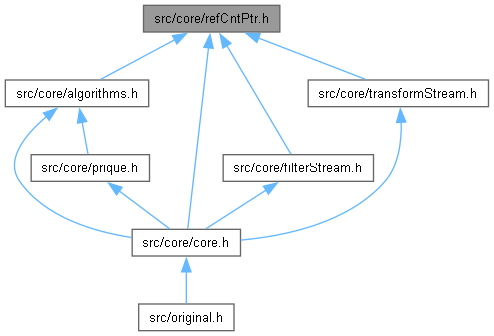 src/core/refCntPtr.h
src/core/algorithms.h
src/core/transformStream.h
src/core/prique.h
src/core/filterStream.h
src/core/core.h
src/original.h